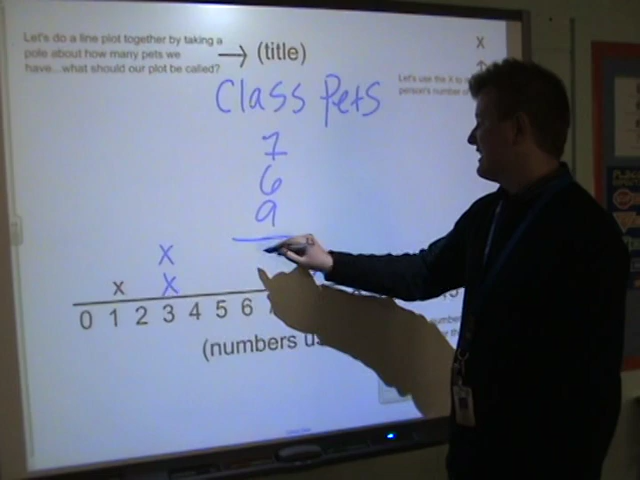 Let's do a line plot together by taking a
pole about how many pets we
have...what should our plot be called?
(title)
X
Let's use the X to
person's number of
Class Pets
7
6
9
X
x X
0 1 2 3 4 5 6
(numbers